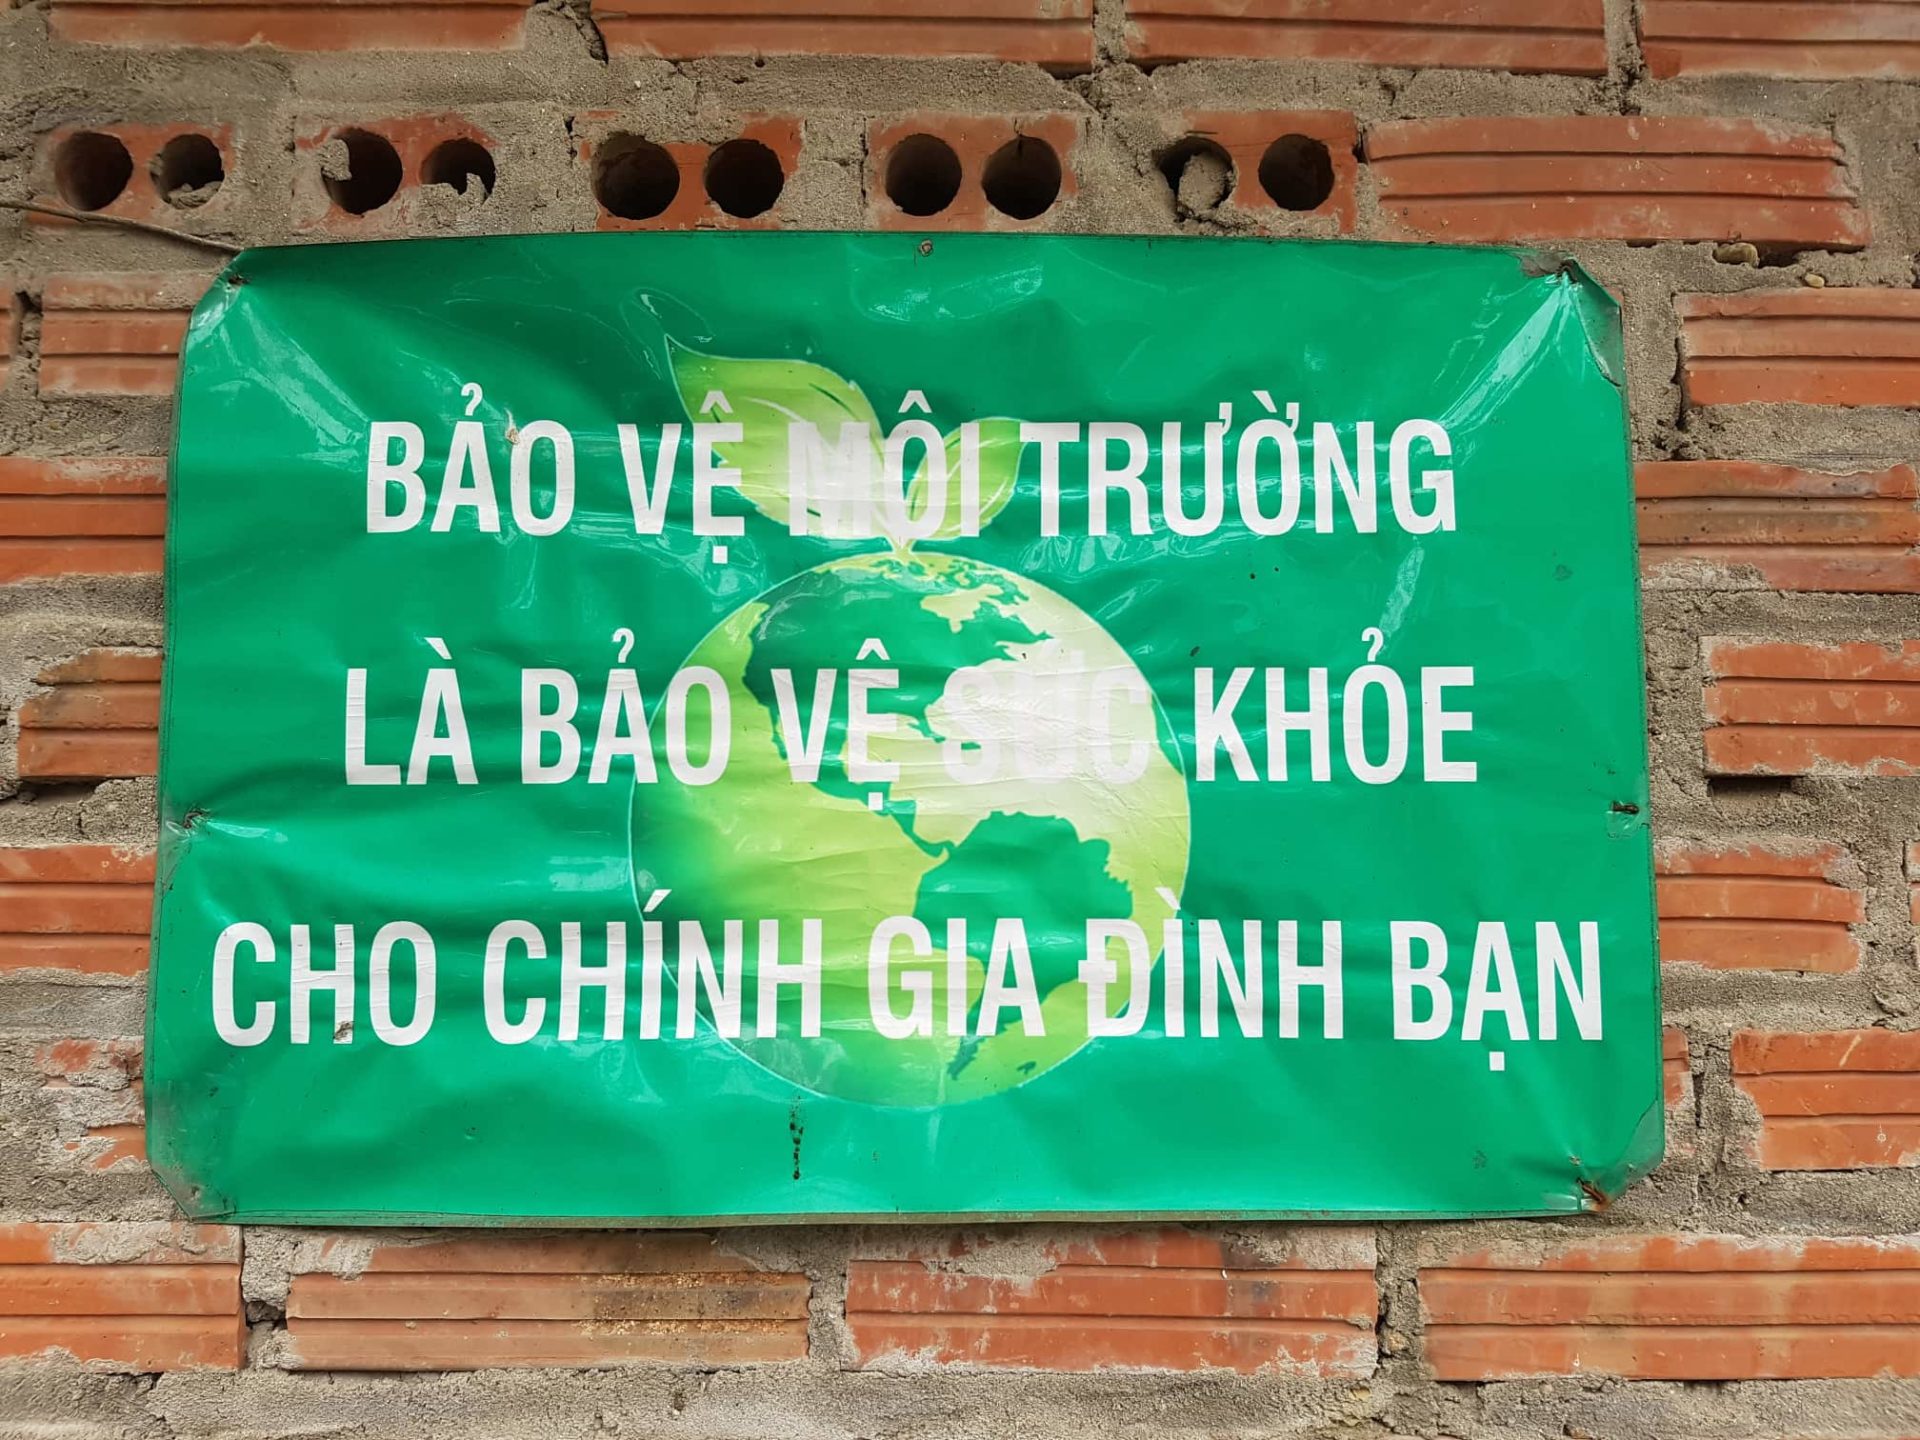 BẢO VỆ MÔI TRƯỜNG
LÀ BẢO VỆ SỨC KHỎE
CHO CHÍNH GIA ĐÌNH BẠN